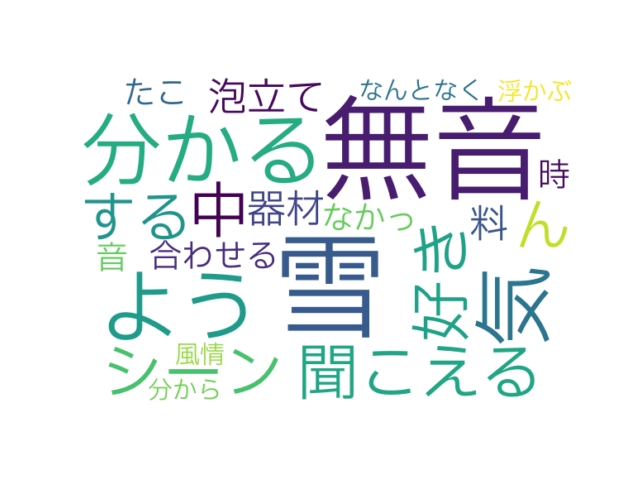 たこ 泡立て なんとなく 浮かぶ
分かる 無音
する 中 器材 なかっ 料 ん 時
音 合わせる 雪 好き 気
よう
シーン 風情 聞こえる
分から